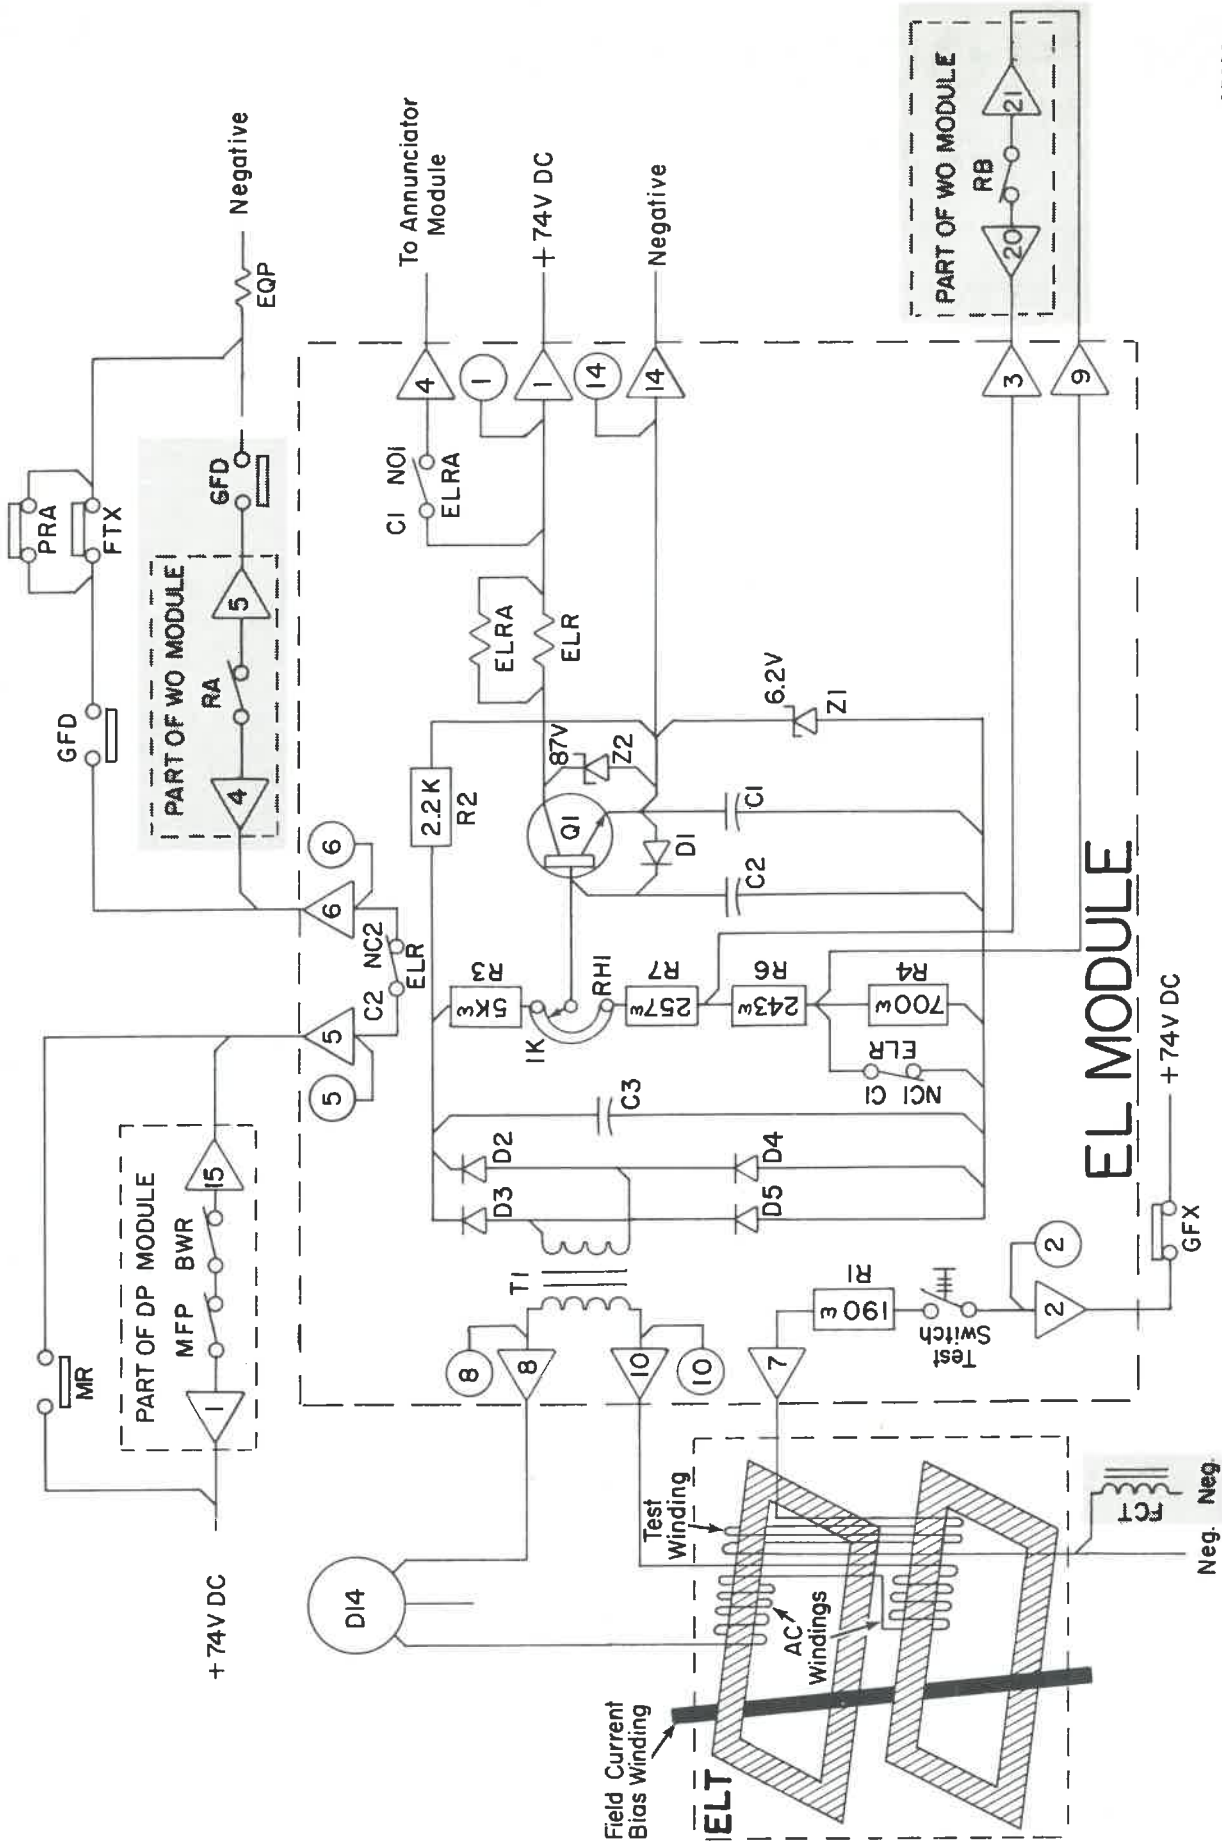 + 74V DC
MR
PART OF DP MODULE
1
MFP
BWR
15
GFD
PRA
FTX
PART OF WO MODULE
4
RA
5
GFD
EQP
Negative
5
5
C2
NC2
ELR
6
6
D14
8
8
10
10
T1
D3
D2
D5
D4
C3
2.2 K
R2
5Kω
R3
1K
RH1
257ω
R7
243ω
R6
700ω
R4
ELR
NC1 C1
Q1
87V
Z2
D1
C2
C1
6.2V
Z1
ELRA
ELR
C1 NO1
ELRA
4
To Annunciator
Module
1
1
+ 74V DC
14
14
Negative
3
9
PART OF WO MODULE
20
RB
21
7
190 ω
R1
Test
Switch
2
2
GFX
+ 74V DC
EL MODULE
Field Current
Bias Winding
ELT
AC
Windings
Test
Winding
FCT
Neg.
Neg.